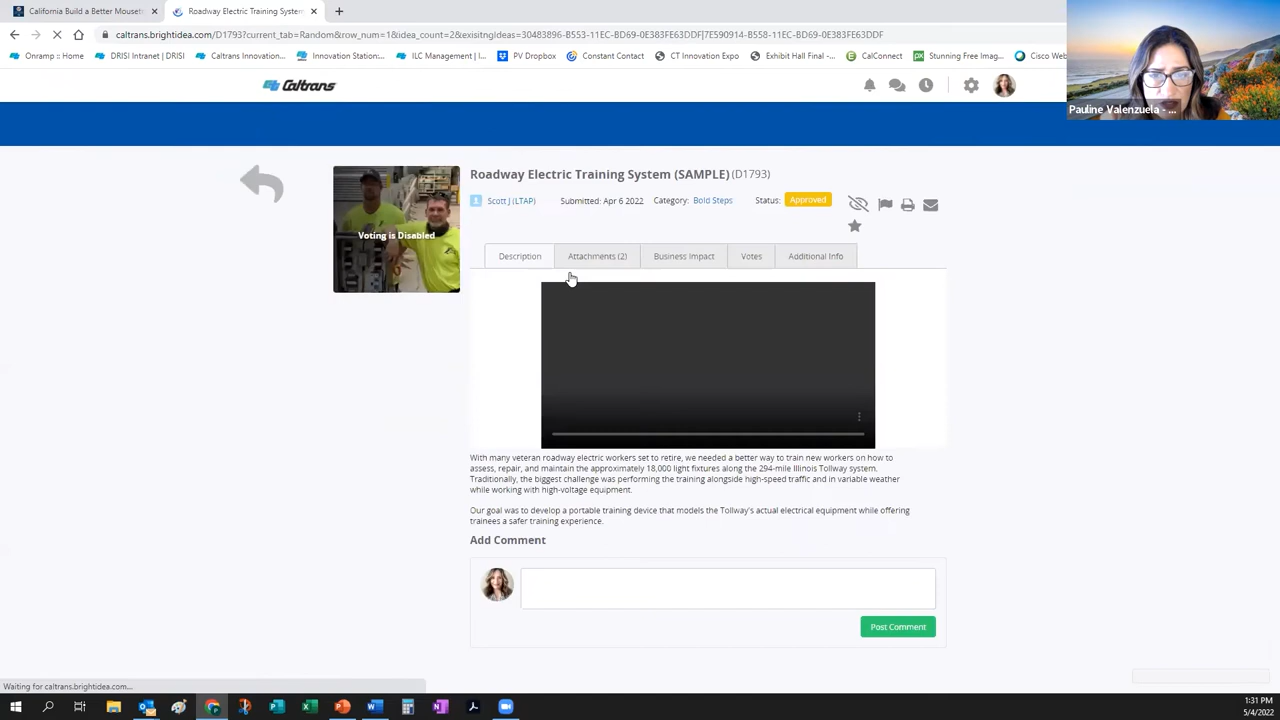 California Build a Better Mouset
Roadway Electric Training System
caltrans.brightidea.com/D1793?current_tab=Random&row_num=1&idea_count=2&exisitngIdeas=30483896-B553-11EC-BD69-0E383FE63DDF|7E590914-B558-11EC-BD69-0E383FE63DDF
Onramp :: Home
DRISI Intranet | DRISI
Caltrans Innovation...
Innovation Station:...
ILC Management | I...
PV Dropbox
Constant Contact
CT Innovation Expo
Exhibit Hall Final -...
CalConnect
Stunning Free Imag...
Cisco Web
Caltrans
Pauline Valenzuela - ...
Voting is Disabled
Roadway Electric Training System (SAMPLE) (D1793)
Scott J (LTAP) Submitted: Apr 6 2022 Category: Bold Steps Status: Approved
Description Attachments (2) Business Impact Votes Additional Info
With many veteran roadway electric workers set to retire, we needed a better way to train new workers on how to
assess, repair, and maintain the approximately 18,000 light fixtures along the 294-mile Illinois Tollway system.
Traditionally, the biggest challenge was performing the training alongside high-speed traffic and in variable weather
while working with high-voltage equipment.
Our goal was to develop a portable training device that models the Tollway's actual electrical equipment while offering
trainees a safer training experience.
Add Comment
Post Comment
Waiting for caltrans.brightidea.com...
1:31 PM
5/4/2022